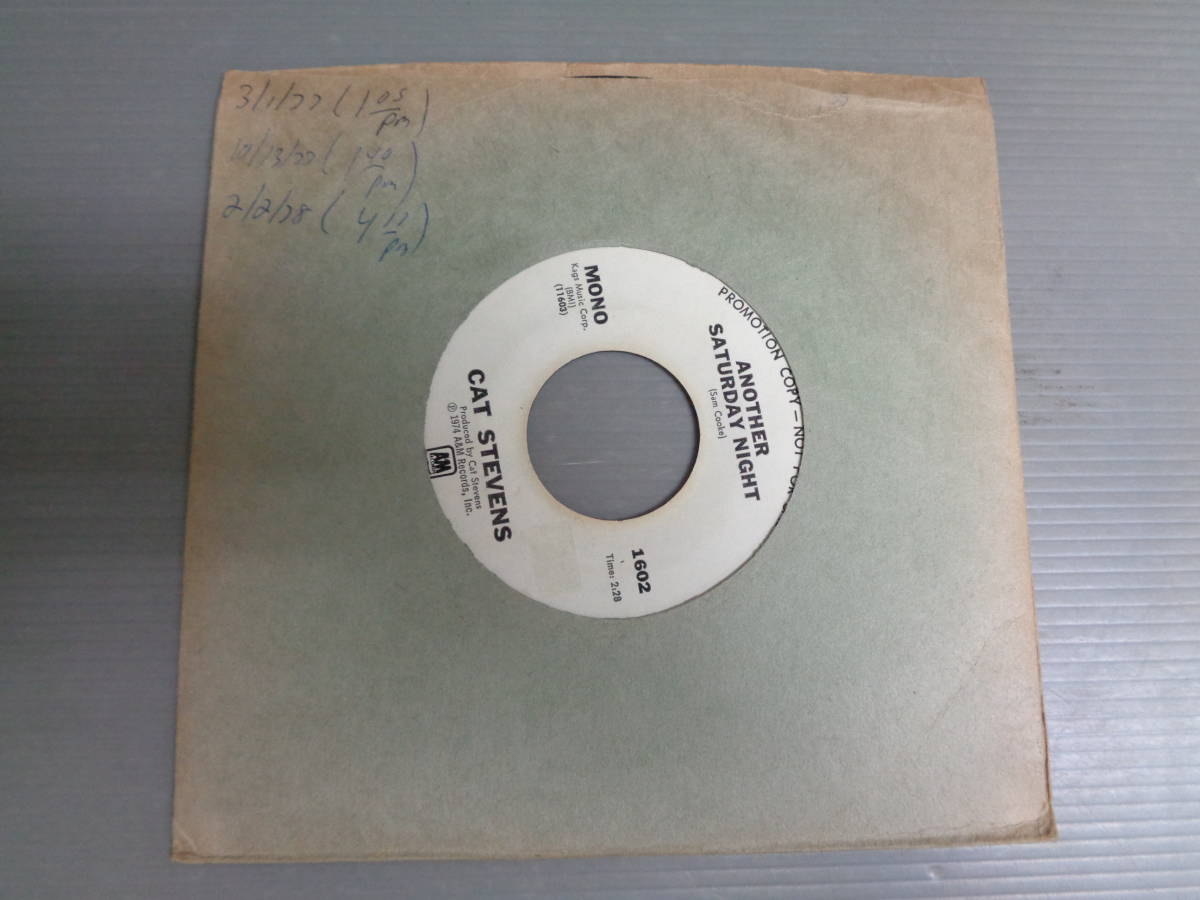 3/1/77 (1 05 pm)
10/13/77 (1 40 pm)
2/2/78 (4 11 pm)
PROMOTION COPY – NOT FOR
ANOTHER
SATURDAY NIGHT
(Sam Cooke)
MONO
Kags Music Corp.
(BMI)
(11603)
1602
Time: 2:28
CAT STEVENS
Produced by Cat Stevens
℗ 1974 A&M Records, Inc.
A&M